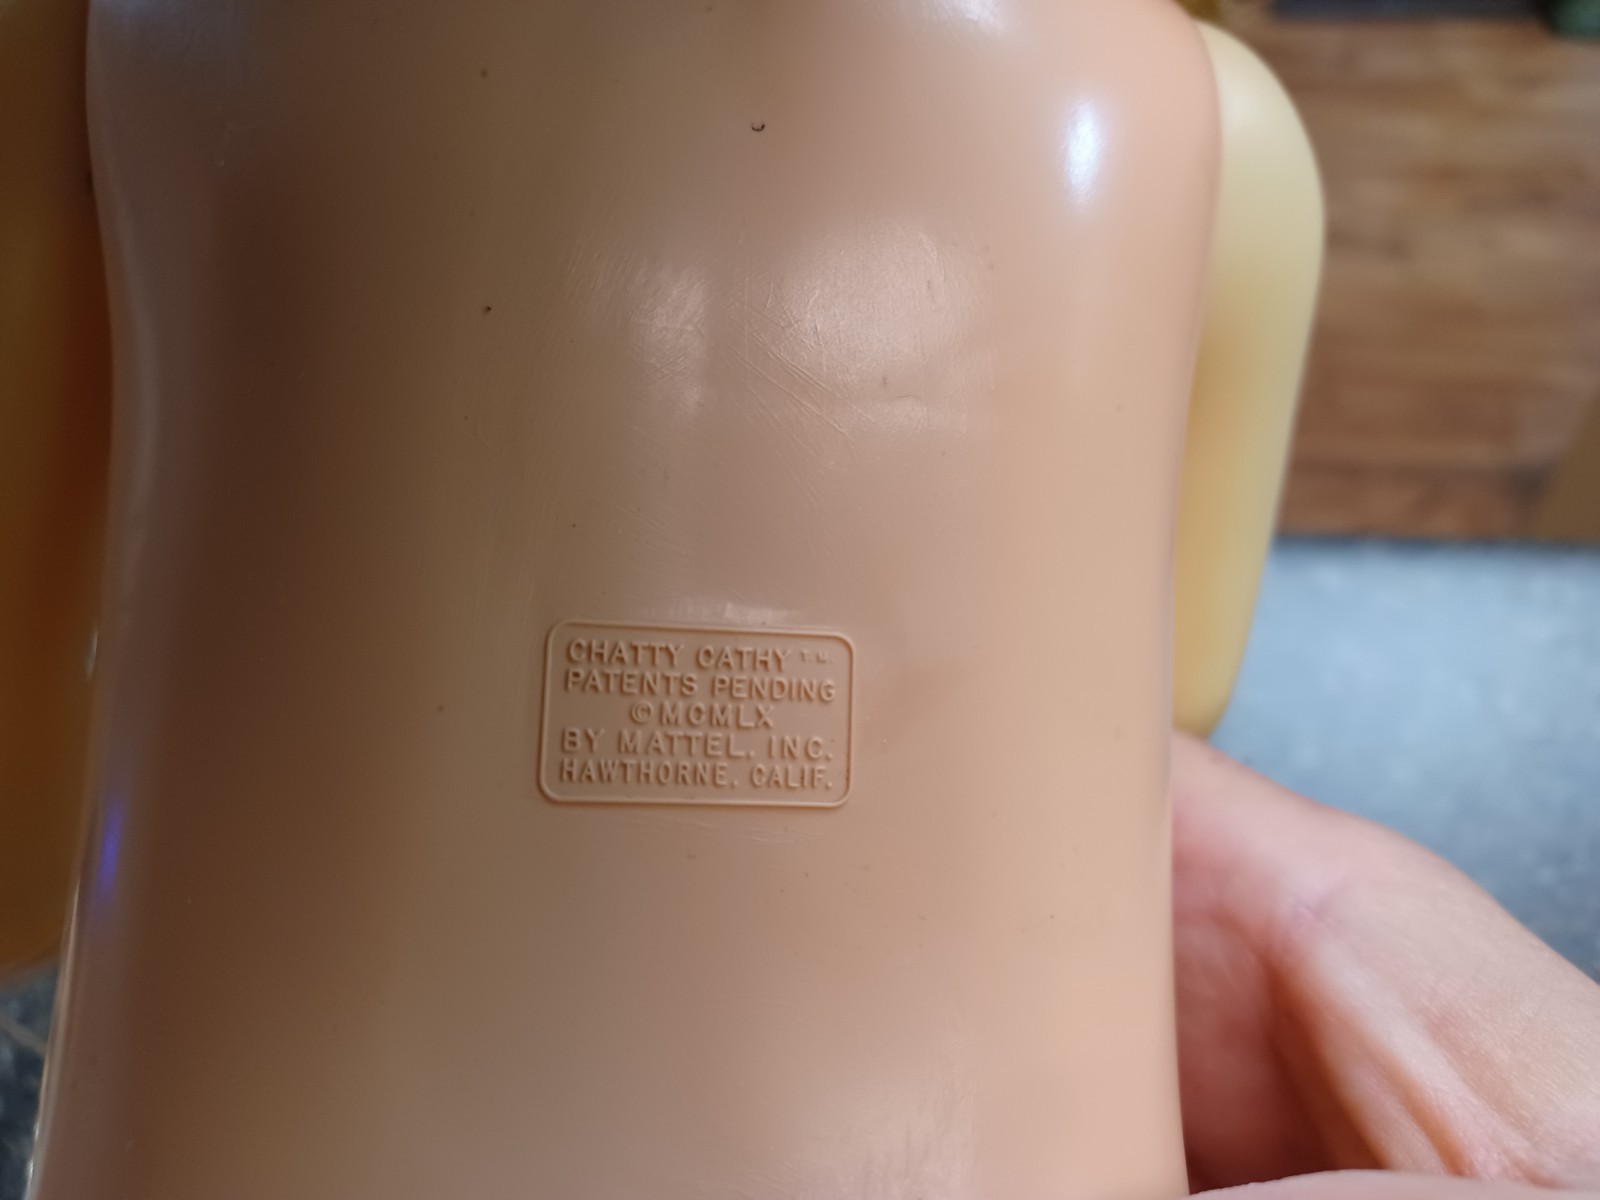 CHATTY CATHY T.M.
PATENTS PENDING
©MCMLX
BY MATTEL, INC.
HAWTHORNE, CALIF.